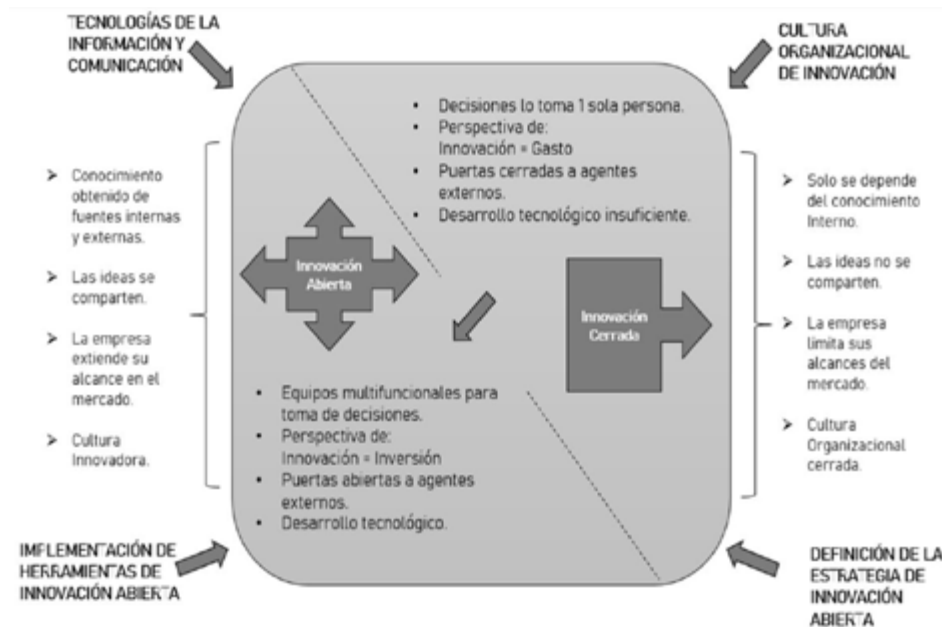 TECNOLOGÍAS DE LA
INFORMACIÓN Y
COMUNICACIÓN
CULTURA
ORGANIZACIONAL
DE INNOVACIÓN
• Decisiones lo toma 1 sola persona.
• Perspectiva de:
Innovación = Gasto
• Puertas cerradas a agentes
externos.
• Desarrollo tecnológico insuficiente.
➢ Conocimiento
obtenido de
fuentes internas
y externas.
➢ Las ideas se
comparten.
➢ La empresa
extiende su
alcance en el
mercado.
➢ Cultura
Innovadora.
Innovación
Abierta
Innovación
Cerrada
➢ Solo se depende
del conocimiento
Interno.
➢ Las ideas no se
comparten.
➢ La empresa
limita sus
alcances del
mercado.
➢ Cultura
Organizacional
cerrada.
• Equipos multifuncionales para
toma de decisiones.
• Perspectiva de:
Innovación = Inversión
• Puertas abiertas a agentes
externos.
• Desarrollo tecnológico.
IMPLEMENTACIÓN DE
HERRAMIENTAS DE
INNOVACIÓN ABIERTA
DEFINICIÓN DE LA
ESTRATEGIA DE
INNOVACIÓN
ABIERTA